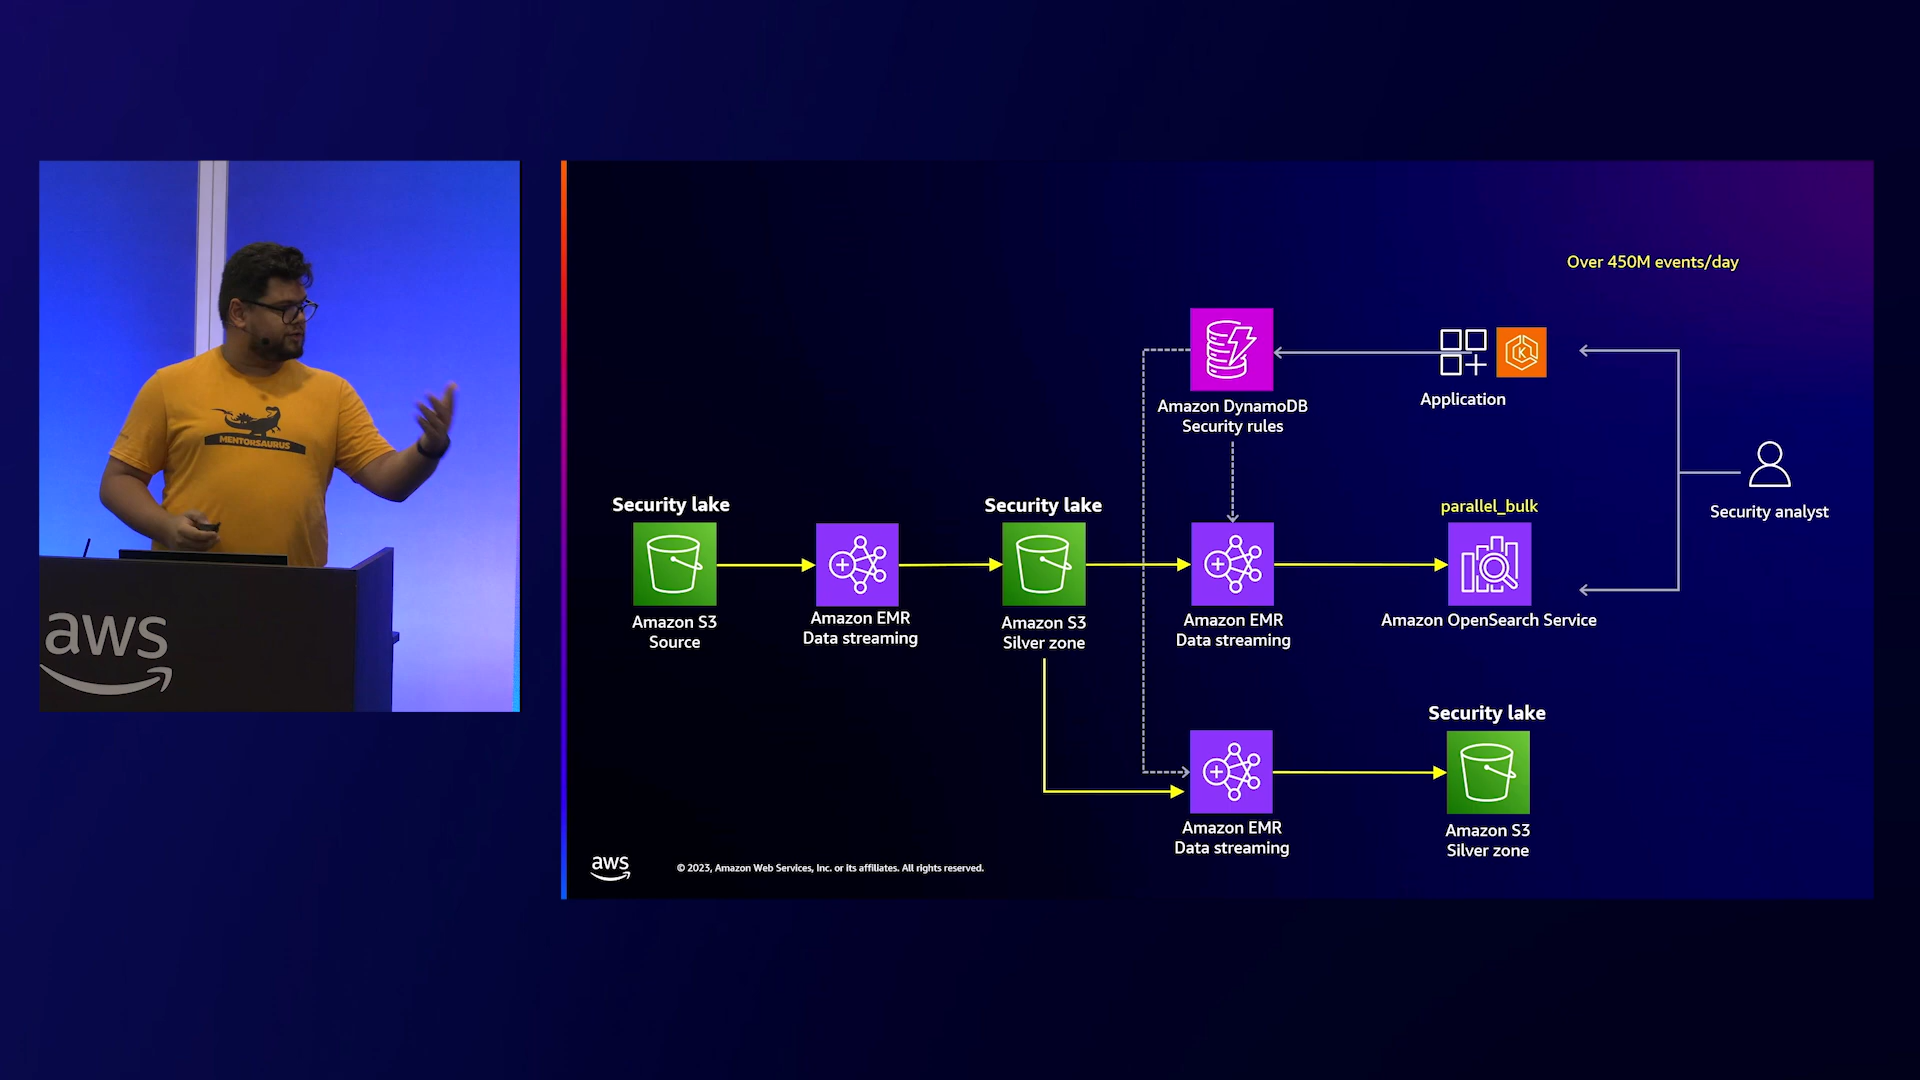 MENTORSAURUS
aws
Over 450M events/day
Amazon DynamoDB
Security rules
Application
K
Security lake
Amazon S3
Source
Amazon EMR
Data streaming
Security lake
Amazon S3
Silver zone
Amazon EMR
Data streaming
parallel_bulk
Amazon OpenSearch Service
Security analyst
Amazon EMR
Data streaming
Security lake
Amazon S3
Silver zone
aws
© 2023, Amazon Web Services, Inc. or its affiliates. All rights reserved.